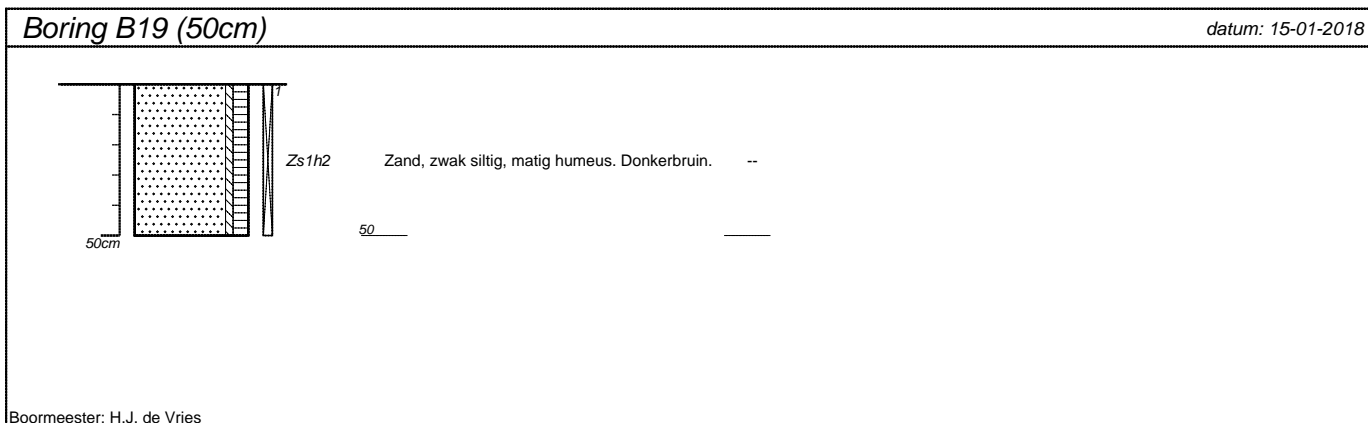 Boring B19 (50cm)
datum: 15-01-2018
1
Zs1h2
Zand, zwak siltig, matig humeus. Donkerbruin.
--
50cm
50
Boormeester: H.J. de Vries